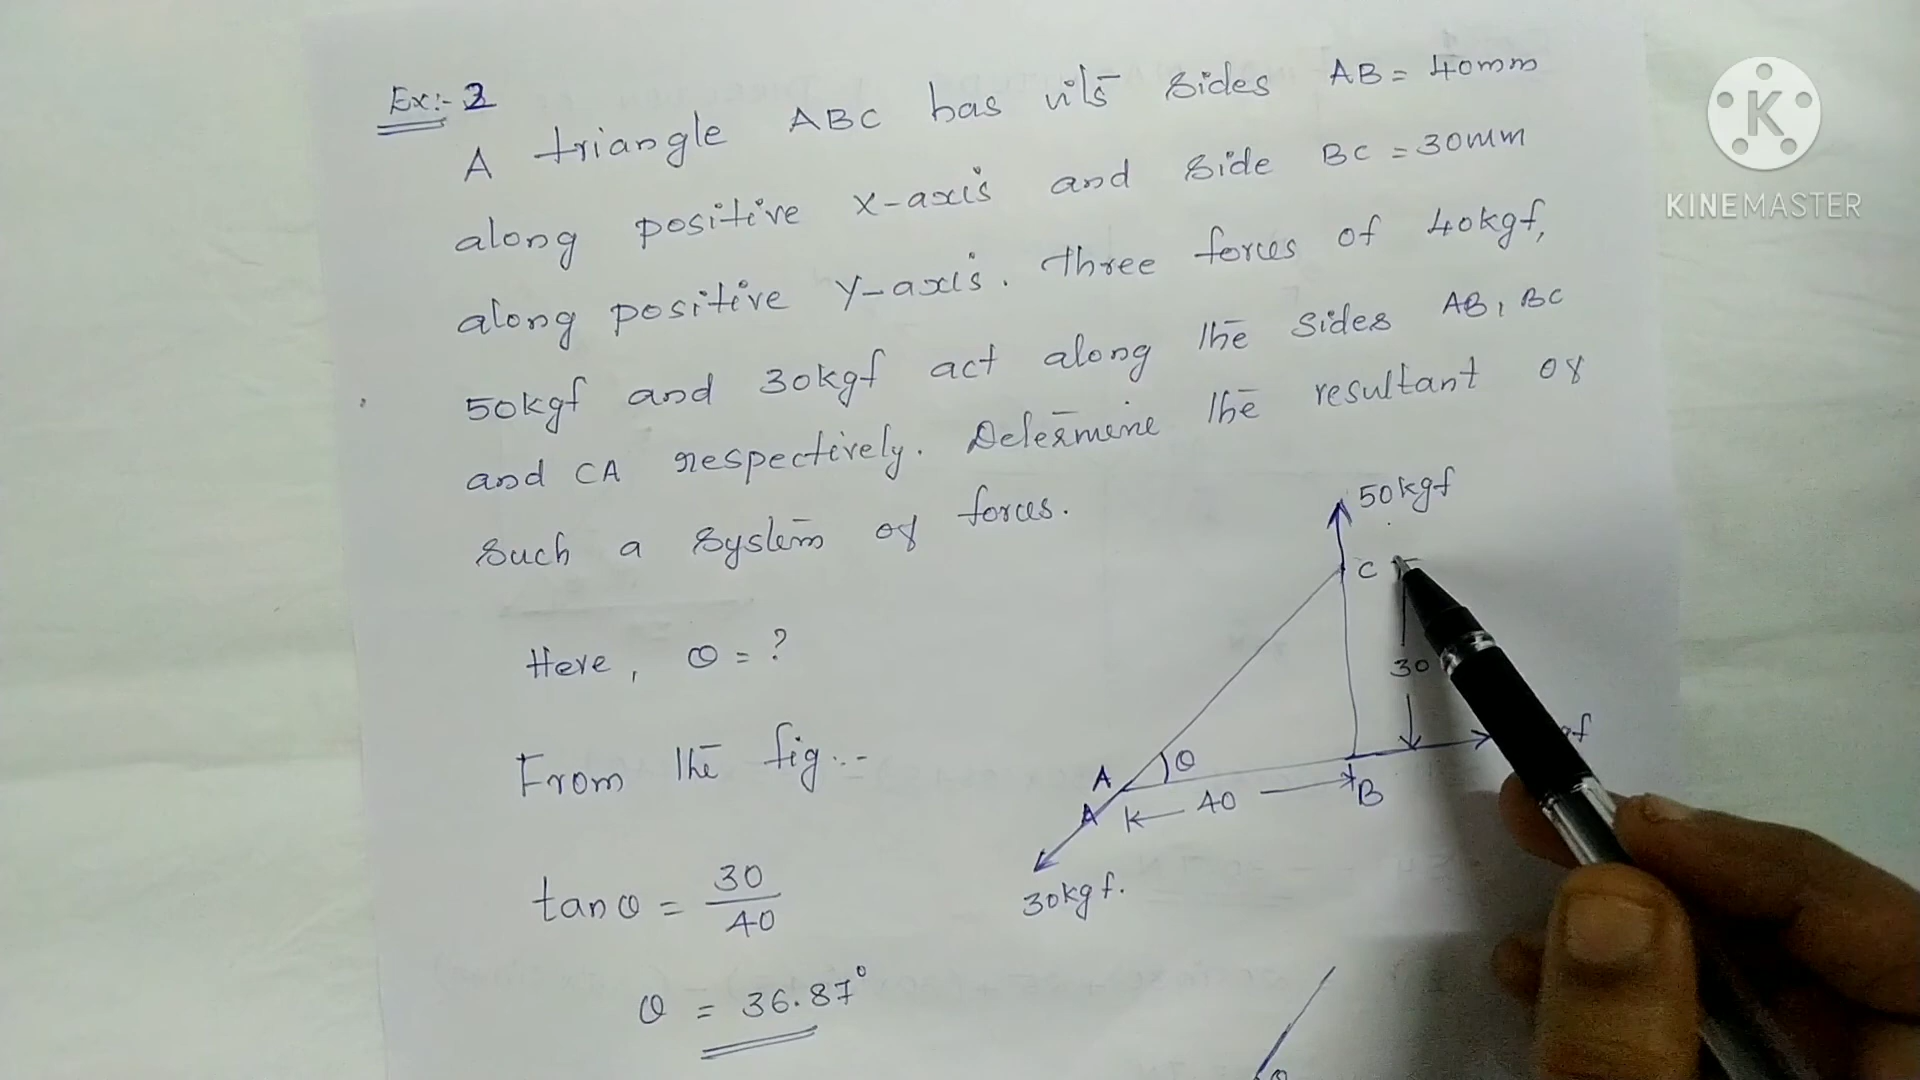 Ex:- 2
A triangle ABC has its sides AB = 40mm
along positive X-axis and side BC = 30mm
along positive Y-axis. Three forces of 40kgf,
50kgf and 30kgf act along the sides AB, BC
and CA respectively. Determine the resultant of
such a system of forces.
50kgf
C
30
Here, θ = ?
From the fig...
A θ
A 40 B
30kgf.
tanθ = 30/40
θ = 36.87°
θ
K
KINEMASTER